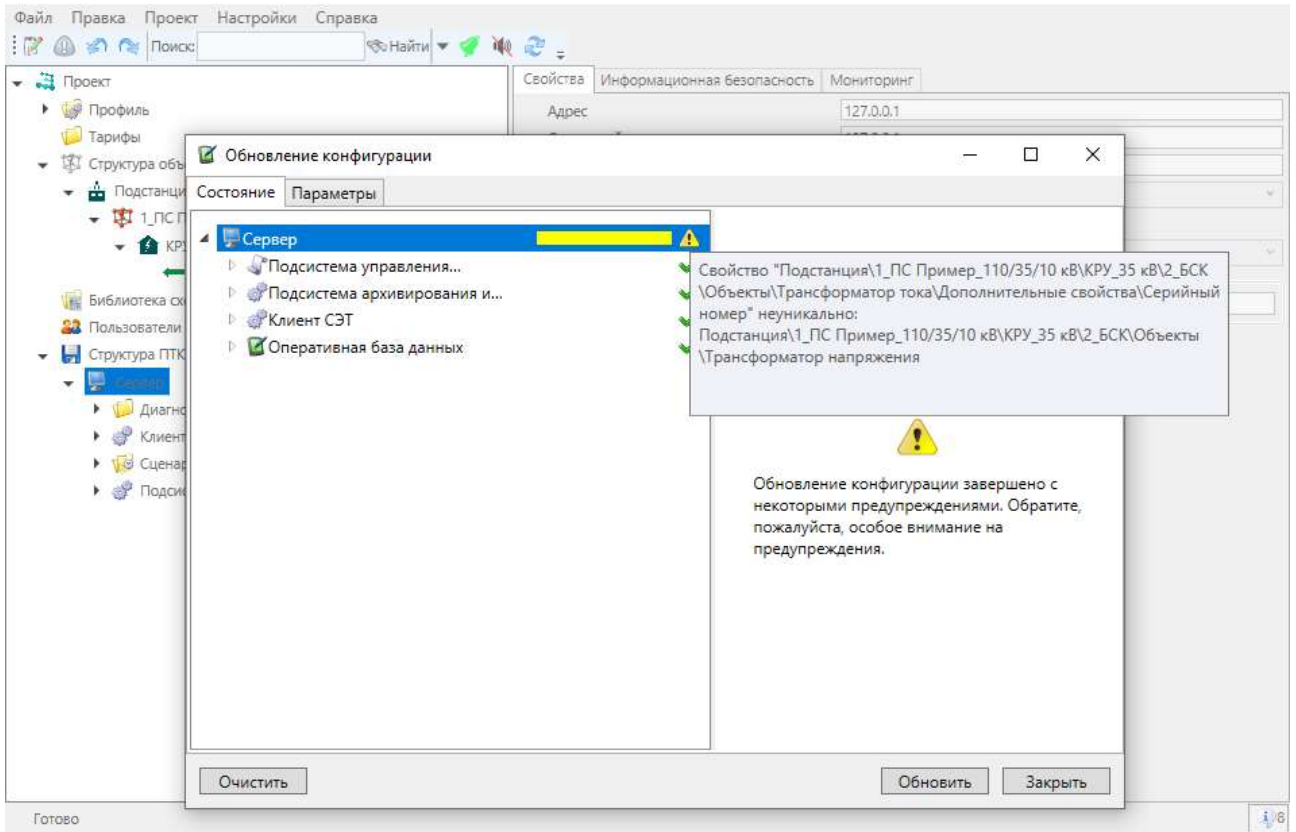 Файл Правка Проект Настройки Справка
Поиск: Найти
Проект
Профиль
Тарифы
Структура объ
Подстанци
1_ПС П
КРУ
Библиотека сх
Пользователи
Структура ПТК
Сервер
Диагно
Клиент
Сценар
Подсис
Свойства Информационная безопасность Мониторинг
Адрес 127.0.0.1
Обновление конфигурации
Состояние Параметры
Сервер
Подсистема управления...
Подсистема архивирования и...
Клиент СЭТ
Оперативная база данных
Свойство "Подстанция\1_ПС Пример_110/35/10 кВ\КРУ_35 кВ\2_БСК
\Объекты\Трансформатор тока\Дополнительные свойства\Серийный
номер" неуникально:
Подстанция\1_ПС Пример_110/35/10 кВ\КРУ_35 кВ\2_БСК\Объекты
\Трансформатор напряжения
Обновление конфигурации завершено с
некоторыми предупреждениями. Обратите,
пожалуйста, особое внимание на
предупреждения.
Очистить Обновить Закрыть
Готово /8